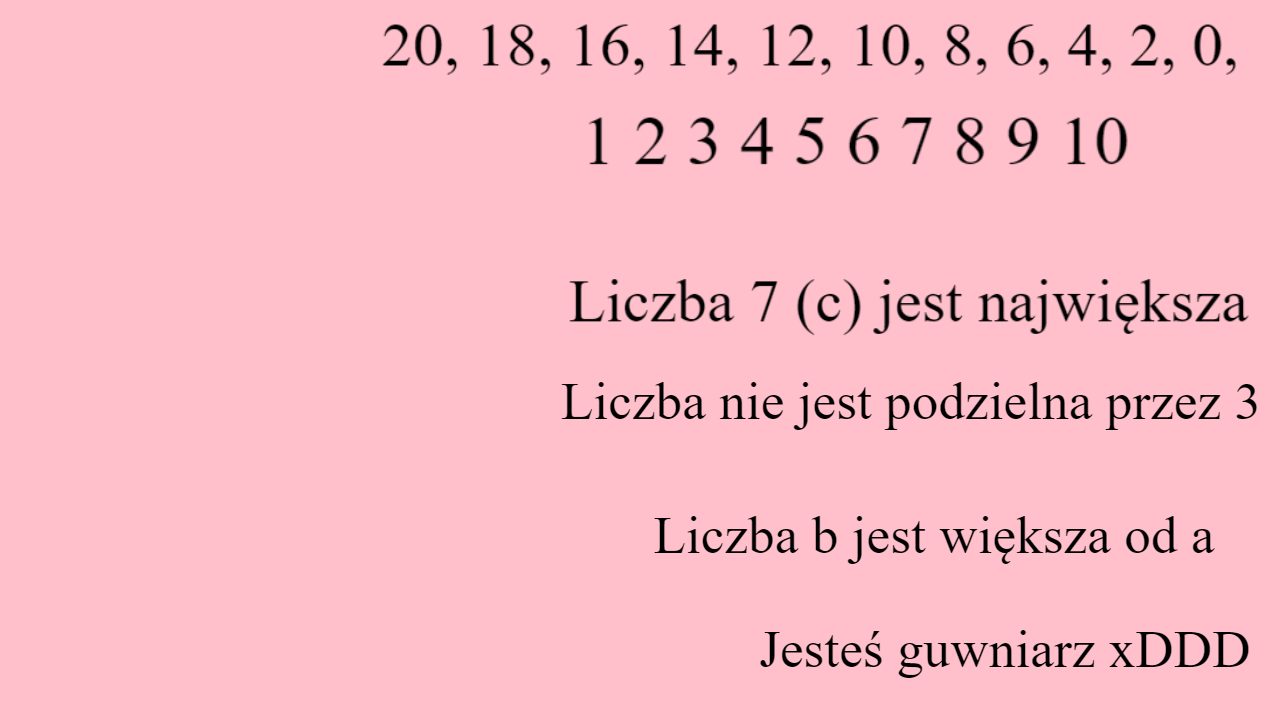 20, 18, 16, 14, 12, 10, 8, 6, 4, 2, 0,
1 2 3 4 5 6 7 8 9 10
Liczba 7 (c) jest największa
Liczba nie jest podzielna przez 3
Liczba b jest większa od a
Jesteś guwniarz xDDD